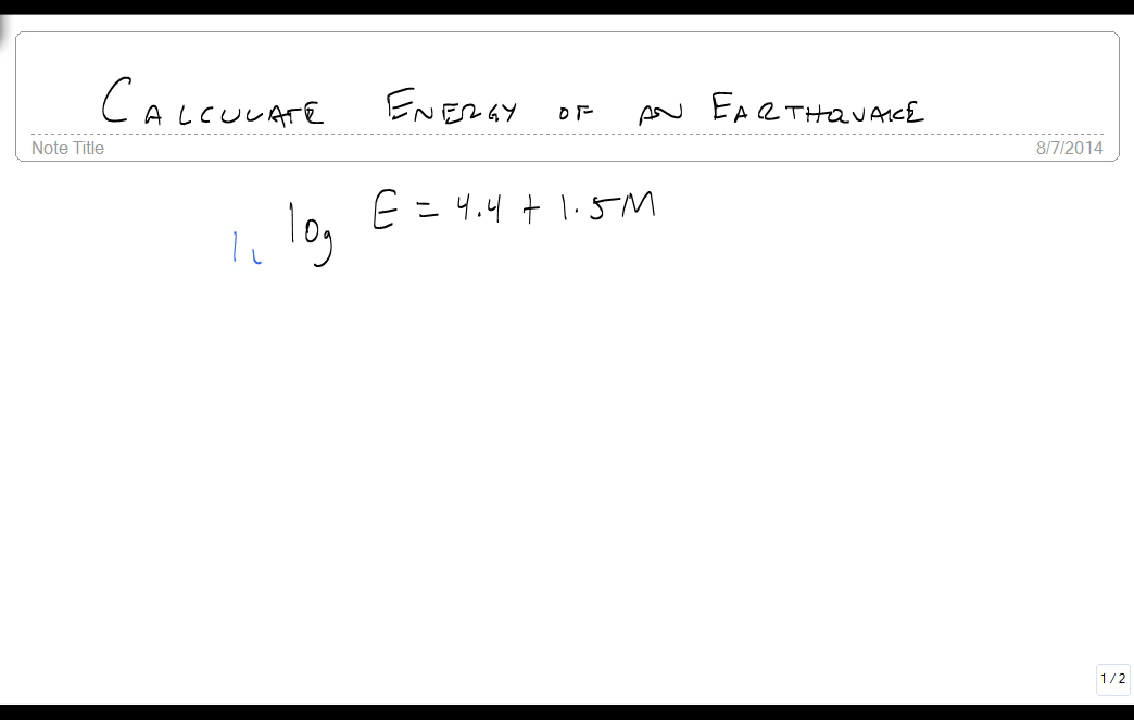 CALCULATE ENERGY OF AN EARTHQUAKE
Note Title
8/7/2014
log E = 4.4 + 1.5M
1/2